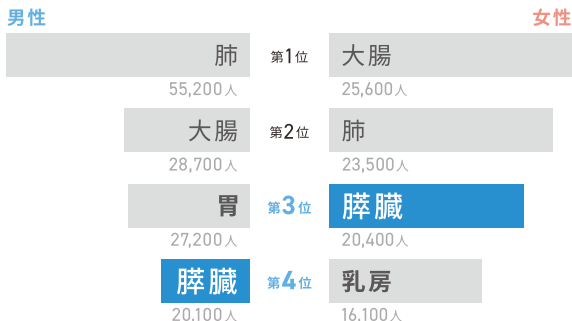 男性 女性
肺 第1位 大腸
55,200人 25,600人
大腸 第2位 肺
28,700人 23,500人
胃 第3位 膵臓
27,200人 20,400人
膵臓 第4位 乳房
20,100人 16,100人